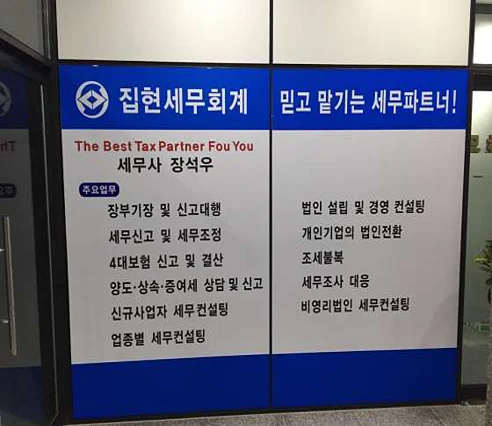 집현세무회계
The Best Tax Partner Fou You
세무사 장석우
주요업무
장부기장 및 신고대행
세무신고 및 세무조정
4대보험 신고 및 결산
양도·상속·증여세 상담 및 신고
신규사업자 세무컨설팅
업종별 세무컨설팅
믿고 맡기는 세무파트너!
법인 설립 및 경영 컨설팅
개인기업의 법인전환
조세불복
세무조사 대응
비영리법인 세무컨설팅